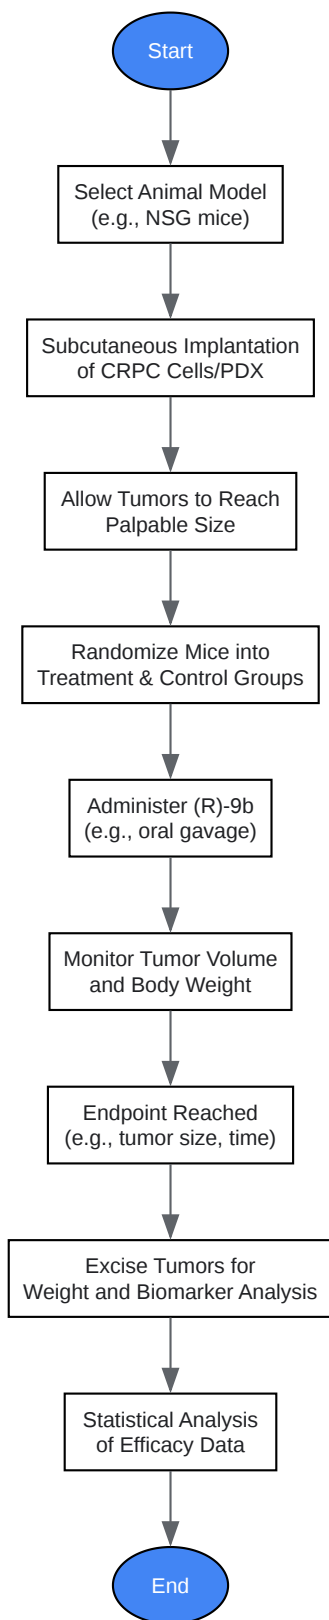 Start
Select Animal Model
(e.g., NSG mice)
Subcutaneous Implantation
of CRPC Cells/PDX
Allow Tumors to Reach
Palpable Size
Randomize Mice into
Treatment & Control Groups
Administer (R)-9b
(e.g., oral gavage)
Monitor Tumor Volume
and Body Weight
Endpoint Reached
(e.g., tumor size, time)
Excise Tumors for
Weight and Biomarker Analysis
Statistical Analysis
of Efficacy Data
End